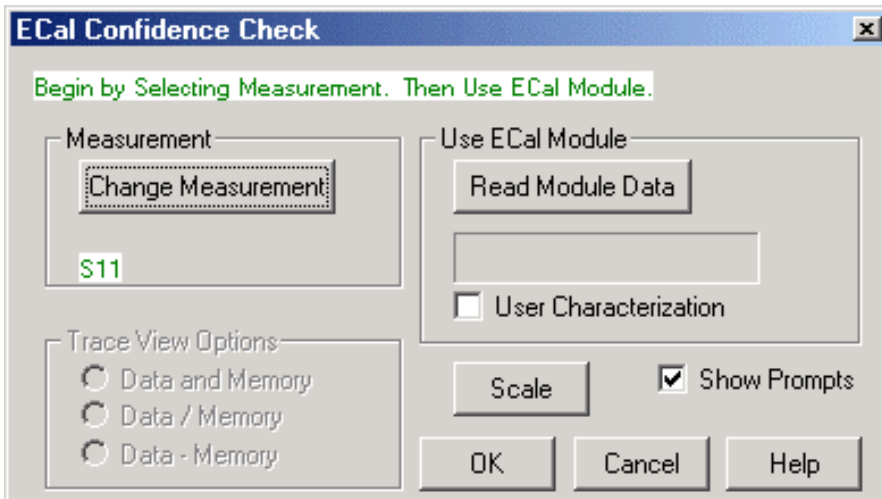 ECal Confidence Check
Begin by Selecting Measurement. Then Use ECal Module.
Measurement
Change Measurement
S11
Use ECal Module
Read Module Data
User Characterization
Trace View Options
Data and Memory
Data / Memory
Data - Memory
Scale
Show Prompts
OK
Cancel
Help